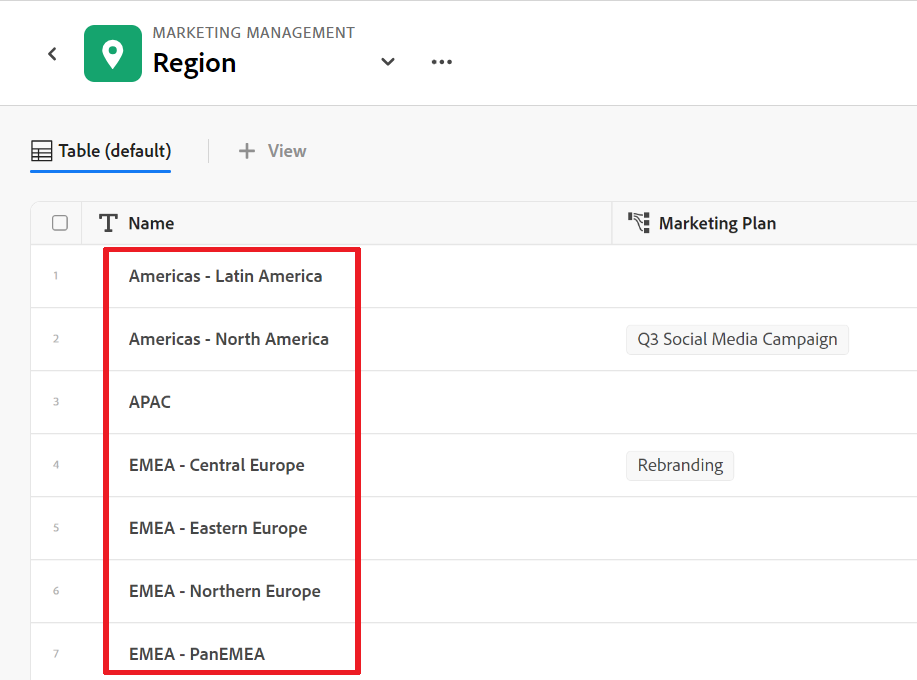 MARKETING MANAGEMENT
Region
Table (default)
View
Name
Marketing Plan
1
Americas - Latin America
2
Americas - North America
Q3 Social Media Campaign
3
APAC
4
EMEA - Central Europe
Rebranding
5
EMEA - Eastern Europe
6
EMEA - Northern Europe
7
EMEA - PanEMEA